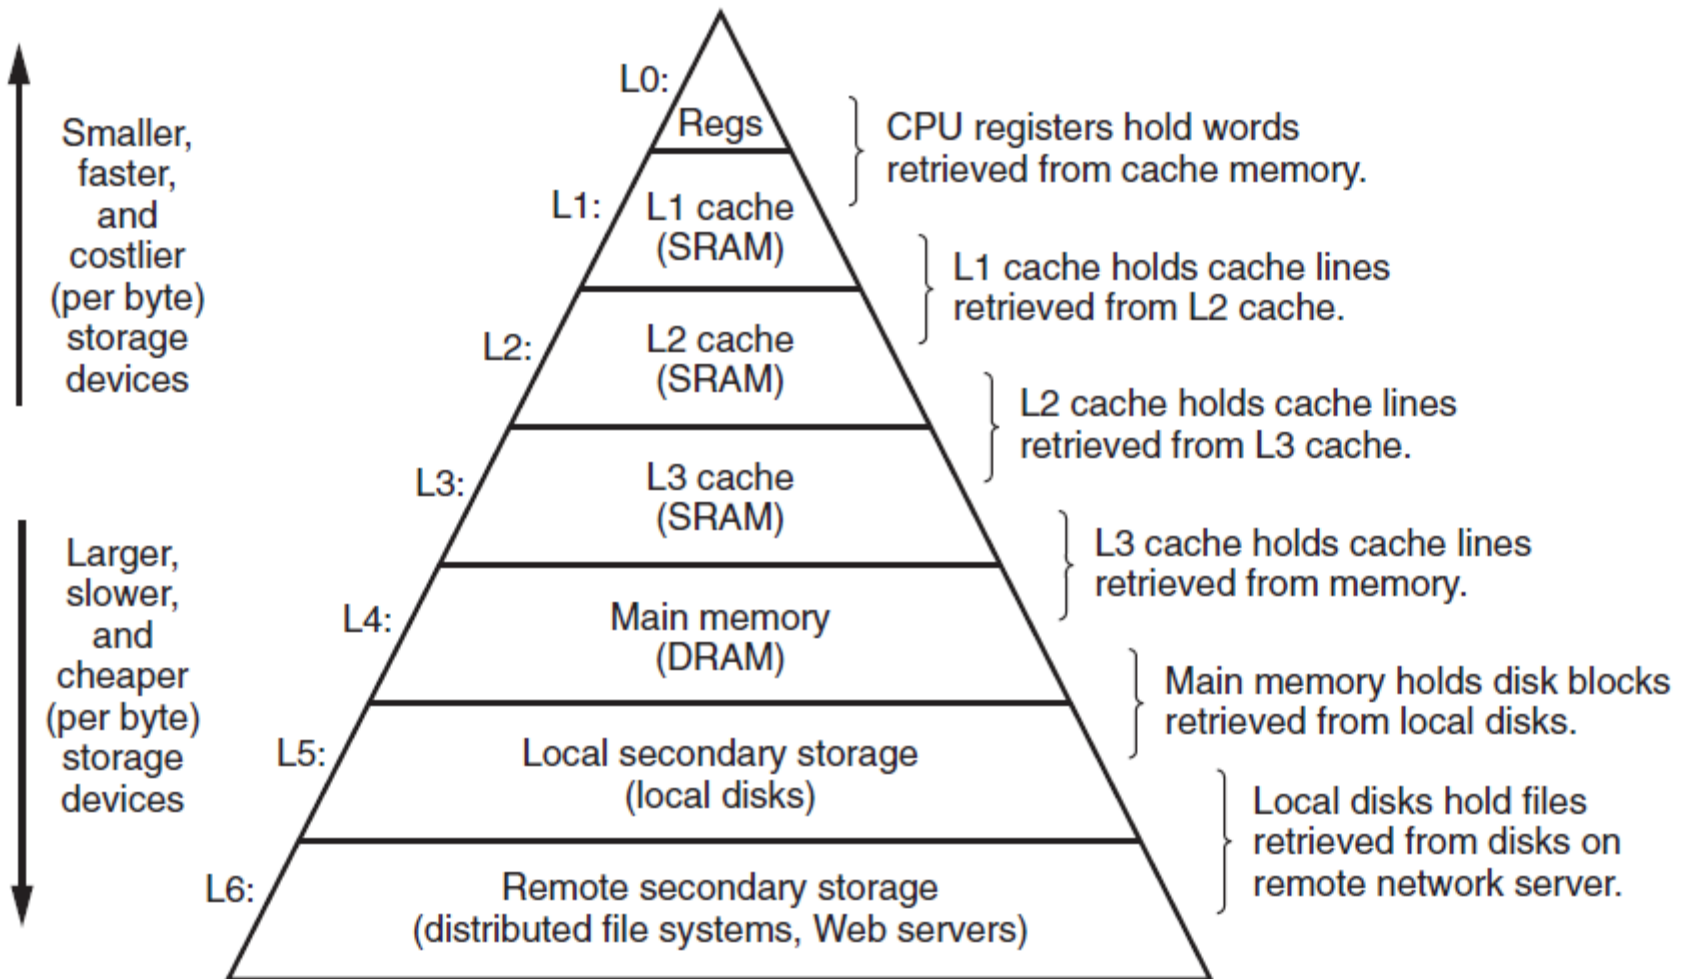 Smaller,
faster,
and
costlier
(per byte)
storage
devices
Larger,
slower,
and
cheaper
(per byte)
storage
devices
L0:
Regs
L1:
L1 cache
(SRAM)
L2:
L2 cache
(SRAM)
L3:
L3 cache
(SRAM)
L4:
Main memory
(DRAM)
L5:
Local secondary storage
(local disks)
L6:
Remote secondary storage
(distributed file systems, Web servers)
CPU registers hold words
retrieved from cache memory.
L1 cache holds cache lines
retrieved from L2 cache.
L2 cache holds cache lines
retrieved from L3 cache.
L3 cache holds cache lines
retrieved from memory.
Main memory holds disk blocks
retrieved from local disks.
Local disks hold files
retrieved from disks on
remote network server.